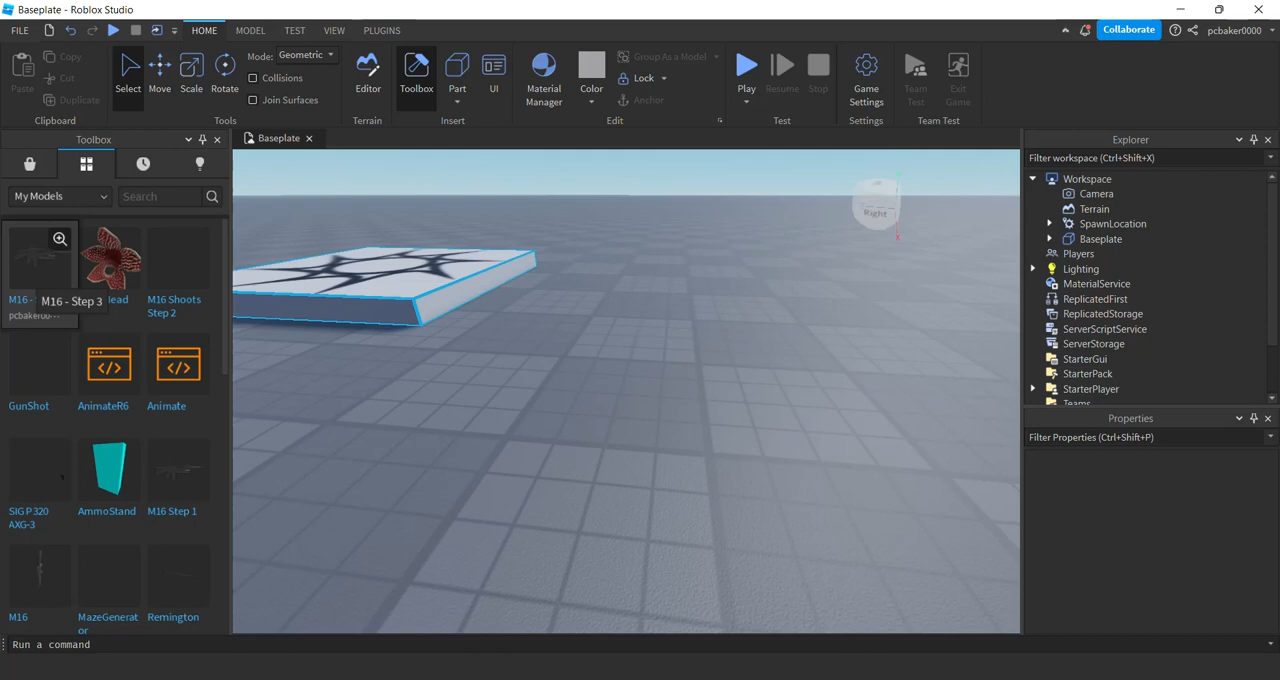 Baseplate - Roblox Studio
FILE HOME MODEL TEST VIEW PLUGINS Collaborate pcbaker0000
Paste Copy Cut Duplicate
Clipboard
Select Move Scale Rotate
Mode: Geometric
Collisions
Join Surfaces
Tools
Editor
Terrain
Toolbox Part UI
Insert
Material Manager
Color
Group As a Model
Lock
Anchor
Edit
Play Resume Stop
Test
Game Settings
Settings
Team Test
Exit Game
Team Test
Toolbox
My Models Search
M16 -
pcbaker00...
M16 - Step 3
M16 Shoots Step 2
GunShot
AnimateR6
Animate
SIG P320 AXG-3
AmmoStand
M16 Step 1
M16
MazeGenerator
Remington
Baseplate
Right
X
Explorer
Filter workspace (Ctrl+Shift+X)
Workspace
Camera
Terrain
SpawnLocation
Baseplate
Players
Lighting
MaterialService
ReplicatedFirst
ReplicatedStorage
ServerScriptService
ServerStorage
StarterGui
StarterPack
StarterPlayer
Teams
Properties
Filter Properties (Ctrl+Shift+P)
Run a command